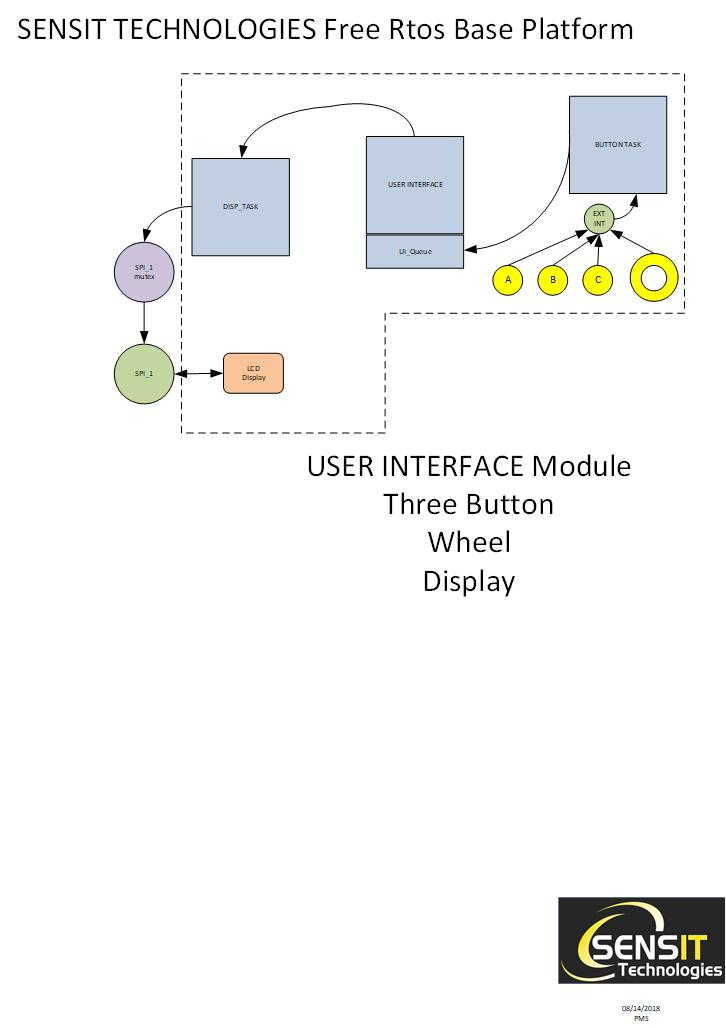 SENSIT TECHNOLOGIES Free Rtos Base Platform
BUTTON TASK
USER INTERFACE
DISP_TASK
EXT
INT
Ui_Queue
SPI_1
mutex
A
B
C
SPI_1
LCD
Display
USER INTERFACE Module
Three Button
Wheel
Display
SENSIT
Technologies
08/14/2018
PMS